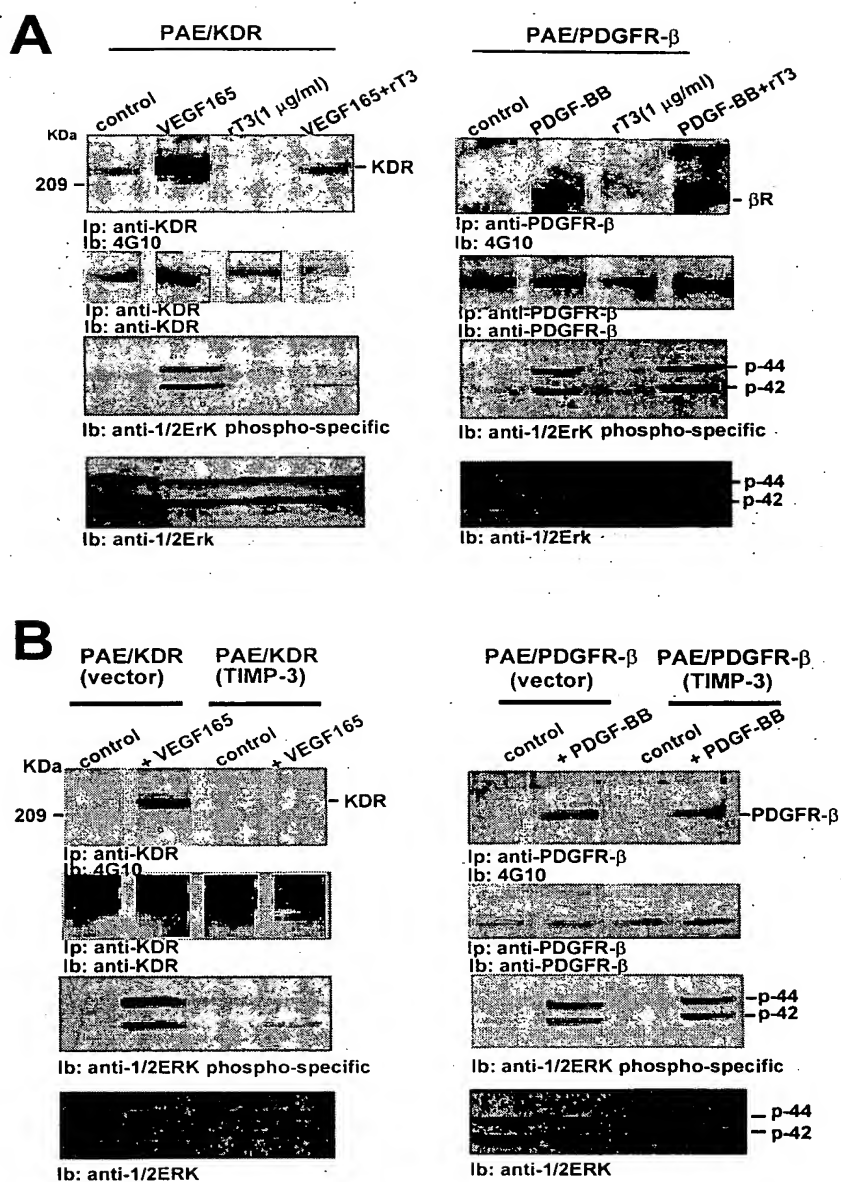 A
PAE/KDR
control VEGF165 rT3(1 µg/ml) VEGF165+rT3
KDa
209
KDR
Ip: anti-KDR
Ib: 4G10
Ip: anti-KDR
Ib: anti-KDR
Ib: anti-1/2ErK phospho-specific
Ib: anti-1/2Erk
PAE/PDGFR-β
control PDGF-BB rT3(1 µg/ml) PDGF-BB+rT3
βR
Ip: anti-PDGFR-β
Ib: 4G10
Ip: anti-PDGFR-β
Ib: anti-PDGFR-β
p-44
p-42
Ib: anti-1/2ErK phospho-specific
p-44
p-42
Ib: anti-1/2Erk
B
PAE/KDR (vector)
PAE/KDR (TIMP-3)
control + VEGF165 control + VEGF165
KDa
209
KDR
Ip: anti-KDR
Ib: 4G10
Ip: anti-KDR
Ib: anti-KDR
Ib: anti-1/2ERK phospho-specific
Ib: anti-1/2ERK
PAE/PDGFR-β (vector)
PAE/PDGFR-β (TIMP-3)
control + PDGF-BB control + PDGF-BB
PDGFR-β
Ip: anti-PDGFR-β
Ib: 4G10
Ip: anti-PDGFR-β
Ib: anti-PDGFR-β
p-44
p-42
Ib: anti-1/2ERK phospho-specific
p-44
p-42
Ib: anti-1/2ERK